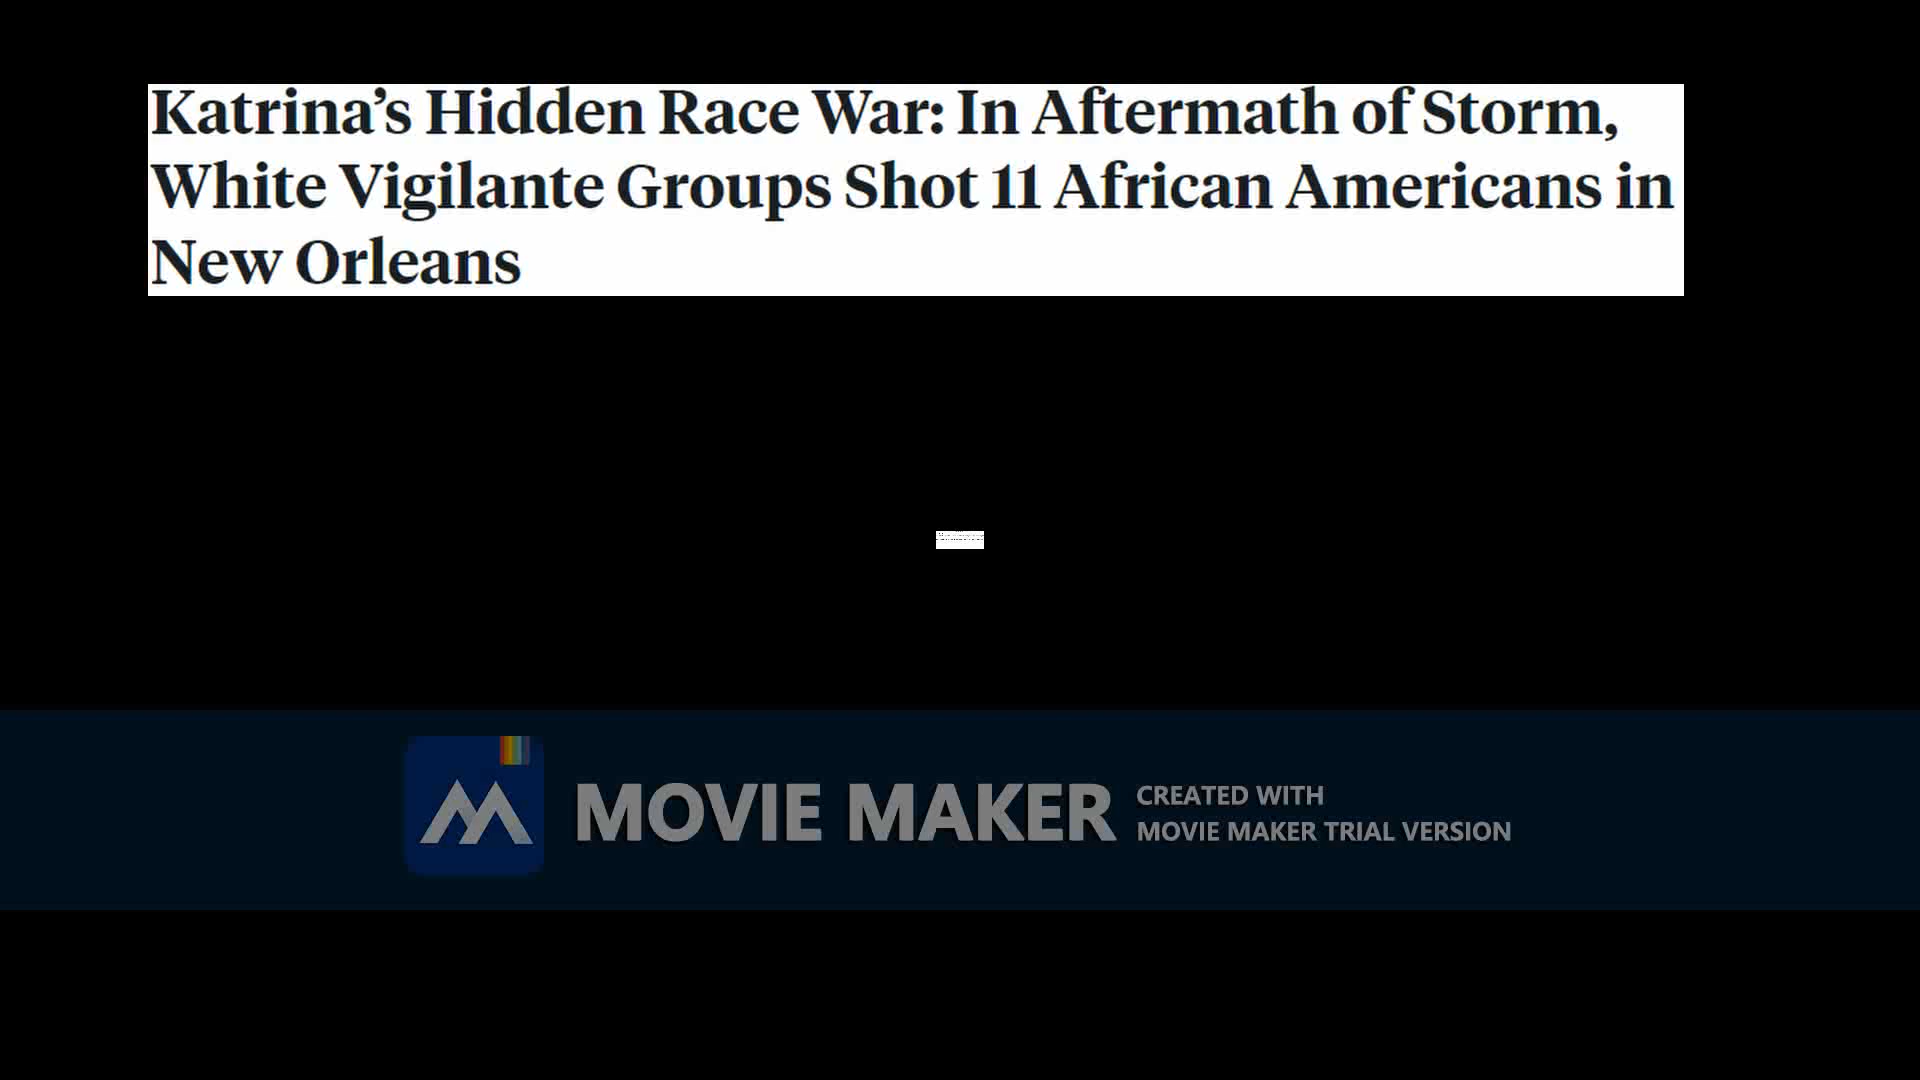 Katrina’s Hidden Race War: In Aftermath of Storm,
White Vigilante Groups Shot 11 African Americans in
New Orleans
MOVIE MAKER
CREATED WITH
MOVIE MAKER TRIAL VERSION